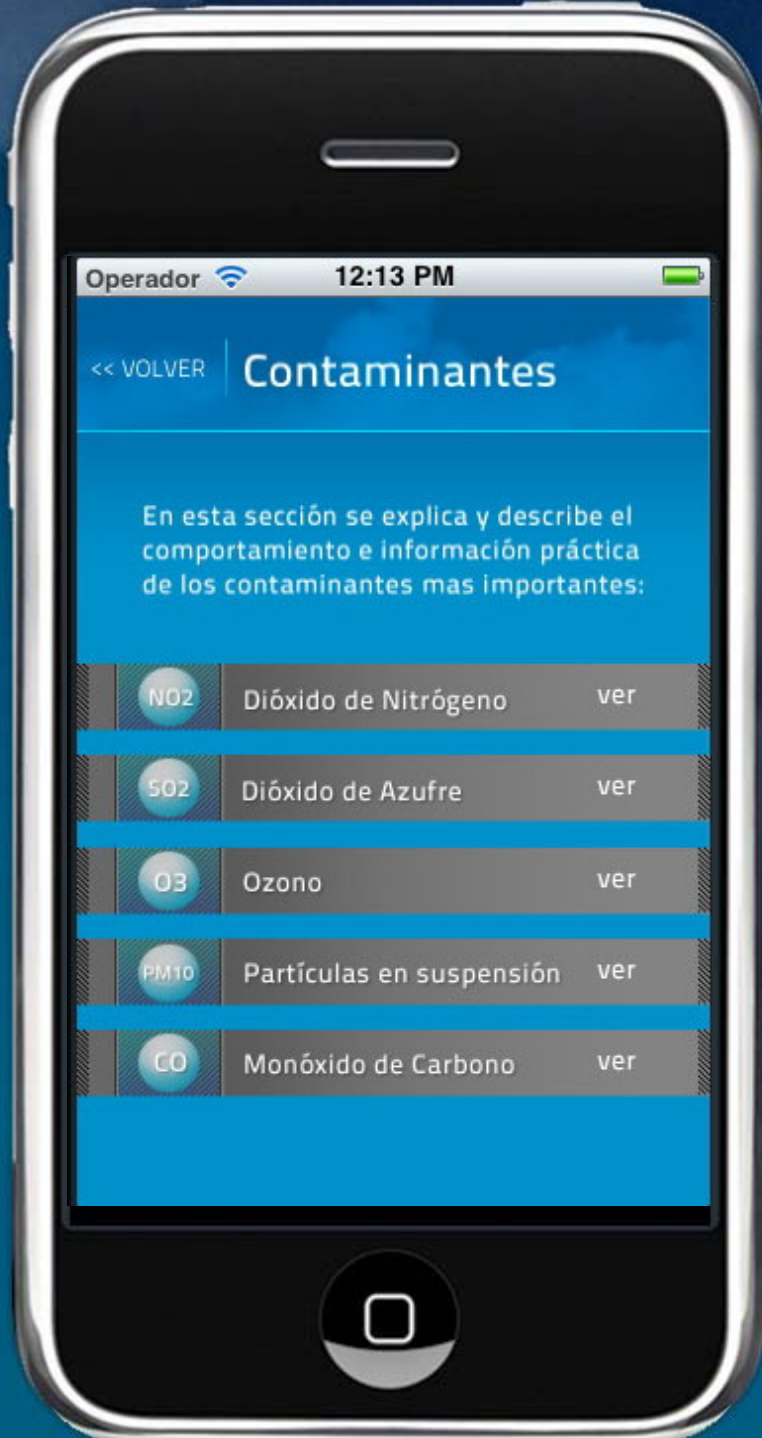 Operador 12:13 PM
<< VOLVER Contaminantes
En esta sección se explica y describe el
comportamiento e información práctica
de los contaminantes mas importantes:
NO2 Dióxido de Nitrógeno ver
SO2 Dióxido de Azufre ver
O3 Ozono ver
PM10 Partículas en suspensión ver
CO Monóxido de Carbono ver